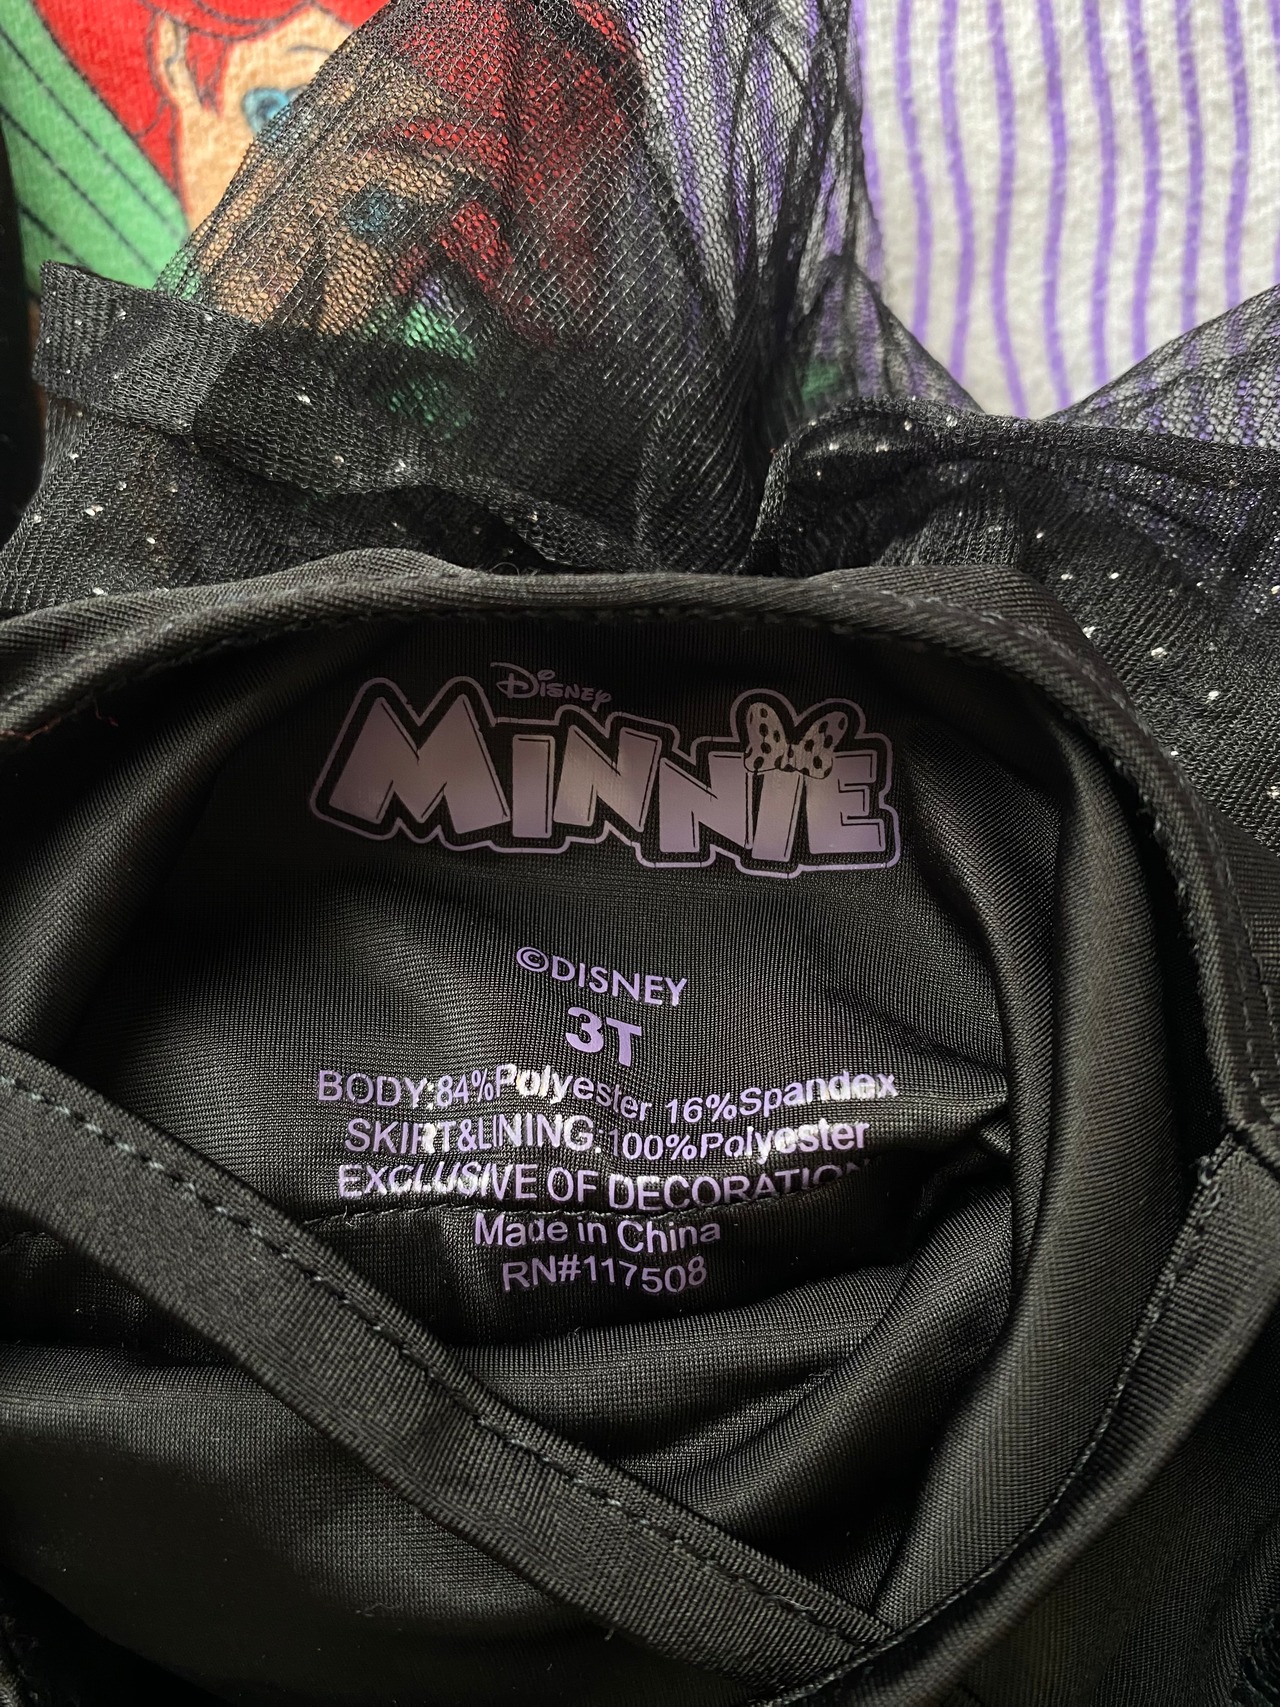 Disney
MINNIE
©DISNEY
3T
BODY:84%Polyester 16%Spandex
SKIRT&LINING:100%Polyester
EXCLUSIVE OF DECORATION
Made in China
RN#117508